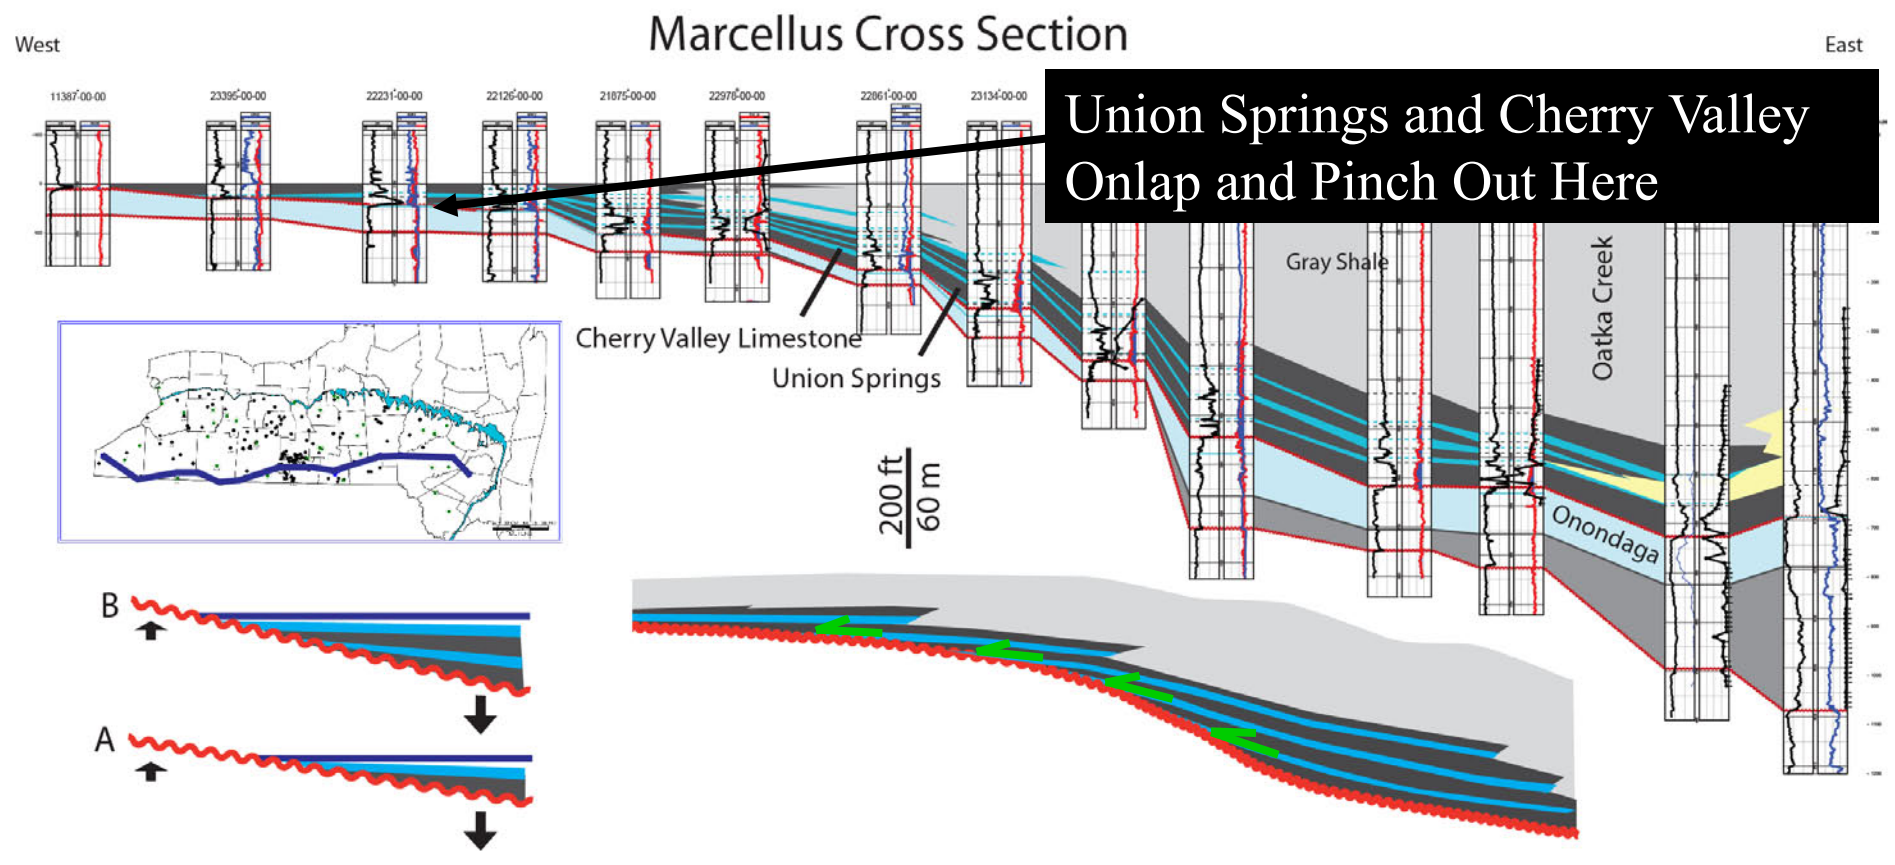 Marcellus Cross Section
West
East
11387-00-00
23395-00-00
22231-00-00
22126-00-00
21875-00-00
22978-00-00
22861-00-00
23134-00-00
Union Springs and Cherry Valley
Onlap and Pinch Out Here
Gray Shale
Oatka Creek
Cherry Valley Limestone
Union Springs
200 ft
60 m
Onondaga
B
A